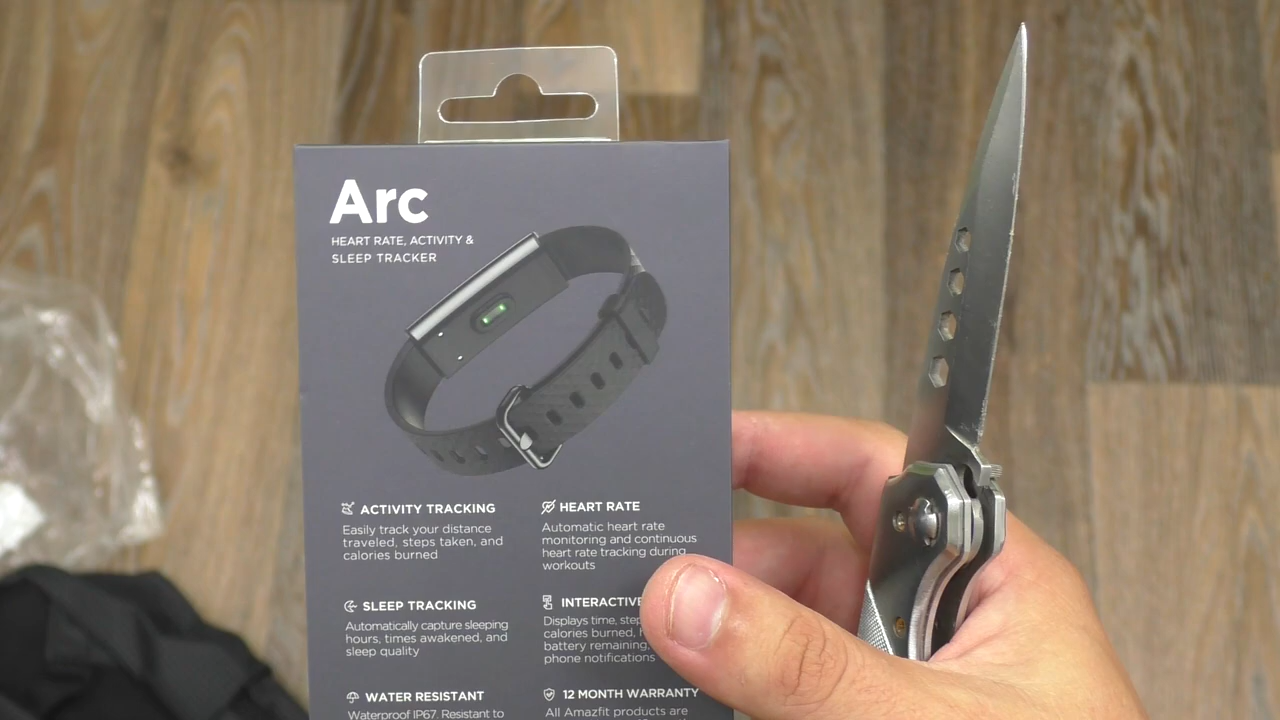 Arc
HEART RATE, ACTIVITY &
SLEEP TRACKER
ACTIVITY TRACKING
Easily track your distance
traveled, steps taken, and
calories burned
HEART RATE
Automatic heart rate
monitoring and continuous
heart rate tracking during
workouts
SLEEP TRACKING
Automatically capture sleeping
hours, times awakened, and
sleep quality
INTERACTIVE
Displays time, step
calories burned,
battery remaining,
phone notifications
WATER RESISTANT
Waterproof IP67. Resistant to
12 MONTH WARRANTY
All Amazfit products are